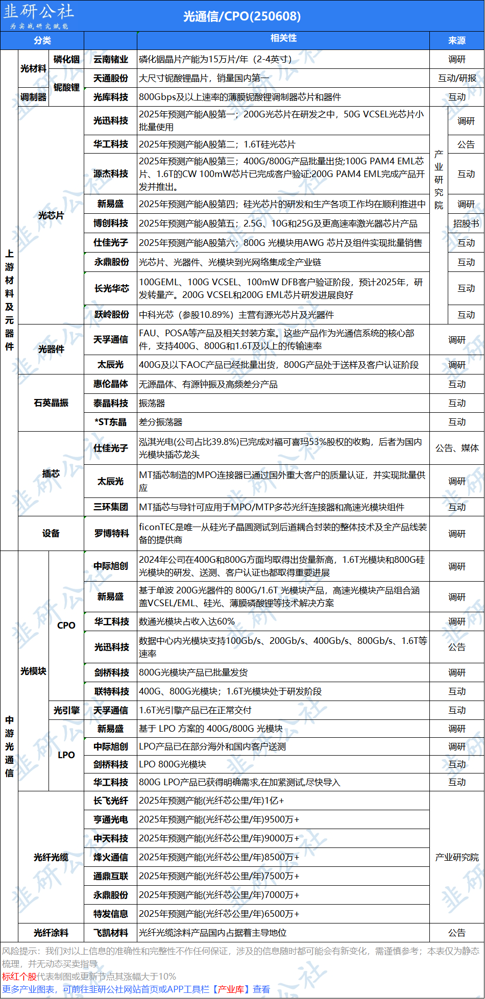 韭研公社
为实战研究赋能
光通信/CPO(250608)
分类 相关性 来源
上游材料及元器件
光材料 磷化铟 云南锗业 磷化铟晶片产能为15万片/年（2-4英寸） 调研
铌酸锂 天通股份 大尺寸铌酸锂晶片，销量国内第一 互动/研报
调制器 光库科技 800Gbps及以上速率的薄膜铌酸锂调制器芯片和器件 互动
光芯片
产业研究院
光迅科技 2025年预测产能A股第一；200G光芯片在研发之中，50G VCSEL光芯片小
批量使用 调研
华工科技 2025年预测产能A股第二；1.6T硅光芯片 公告
源杰科技 2025年预测产能A股第三；400G/800G产品批量出货;100G PAM4 EML芯
片、1.6T的CW 100mW芯片已完成客户验证;200G PAM4 EML完成产品开
发并推出。 互动
新易盛 2025年预测产能A股第四；硅光芯片的研发和生产各项工作均在顺利推进中 调研
博创科技 2025年预测产能A股第五；2.5G、10G和25G及更高速率激光器芯片产品 招股书
仕佳光子 2025年预测产能A股第六；800G 光模块用AWG 芯片及组件实现批量销售 互动
永鼎股份 光芯片、光器件、光模块到光网络集成全产业链 互动
长光华芯 100GEML、100G VCSEL、100mW DFB客户验证阶段，预计2025年，研
发转量产。200G VCSEL和200G EML芯片研发进展良好 互动
跃岭股份 中科光芯（参股10.89%）主营有源光芯片及光器件 互动
光器件
天孚通信 FAU、POSA等产品及相关封装方案。这些产品作为光通信系统的核心部
件，支持400G、800G和1.6T及以上的传输速率 调研
太辰光 400G及以下AOC产品已经批量出货，800G产品处于送样及客户认证阶段 调研
石英晶振
惠伦晶体 无源晶体、有源钟振及高频差分产品 互动
泰晶科技 振荡器 互动
*ST东晶 差分振荡器 互动
插芯
仕佳光子 泓淇光电(公司占比39.8%)已完成对福可喜玛53%股权的收购，后者为国内
光模块插芯龙头 公告、媒体
太辰光 MT插芯制造的MPO连接器已通过国外重大客户的质量认证，并实现批量供
应 调研
三环集团 MT插芯与导针可应用于MPO/MTP多芯光纤连接器和高速光模块组件 互动
设备
罗博特科 ficonTEC是唯一从硅光子晶圆测试到后道耦合封装的整体技术及全产品线装
备的提供商 调研
中游光通信
光模块
CPO
中际旭创 2024年公司在400G和800G方面均取得出货量新高，1.6T光模块和800G硅
光模块的研发、送测、客户认证也都取得重要进展 调研
新易盛 基于单波 200G光器件的 800G/1.6T 光模块产品，高速光模块产品组合涵
盖VCSEL/EML、硅光、薄膜磷酸锂等技术解决方案 调研
华工科技 数通光模块占收入达60% 调研
光迅科技 数据中心内光模块支持100Gb/s、200Gb/s、400Gb/s、800Gb/s、1.6T等
速率 公告
剑桥科技 800G光模块产品已批量发货 调研
联特科技 400G、800G光模块；1.6T光模块处于研发阶段 互动
光引擎 天孚通信 1.6T光引擎产品已在正常交付 互动
LPO
新易盛 基于 LPO 方案的 400G/800G 光模块 调研
中际旭创 LPO产品已在部分海外和国内客户送测 调研
剑桥科技 LPO 800G光模块 互动
华工科技 800G LPO产品已获得明确需求,在加紧测试,尽快导入 互动
光纤光缆
产业研究院
长飞光纤 2025年预测产能(光纤芯公里/年)1亿+
亨通光电 2025年预测产能(光纤芯公里/年)9500万+
中天科技 2025年预测产能(光纤芯公里/年)9000万+
烽火通信 2025年预测产能(光纤芯公里/年)8500万+
通鼎互联 2025年预测产能(光纤芯公里/年)7500万+
永鼎股份 2025年预测产能(光纤芯公里/年)7000万+
特发信息 2025年预测产能(光纤芯公里/年)6500万+
光纤涂料 飞凯材料 光纤光缆涂料产品国内占据着主导地位 公告
风险提示：我们对以上信息的准确性和完整性不作任何保证，涉及的信息随时都可能会有新变化，需谨慎参考；本表仅为静态
梳理，并无动态买卖指导
标红个股代表制图或更新节点其涨幅大于10%
更多产业图表，可前往韭研公社网站首页或APP工具栏【产业库】查看